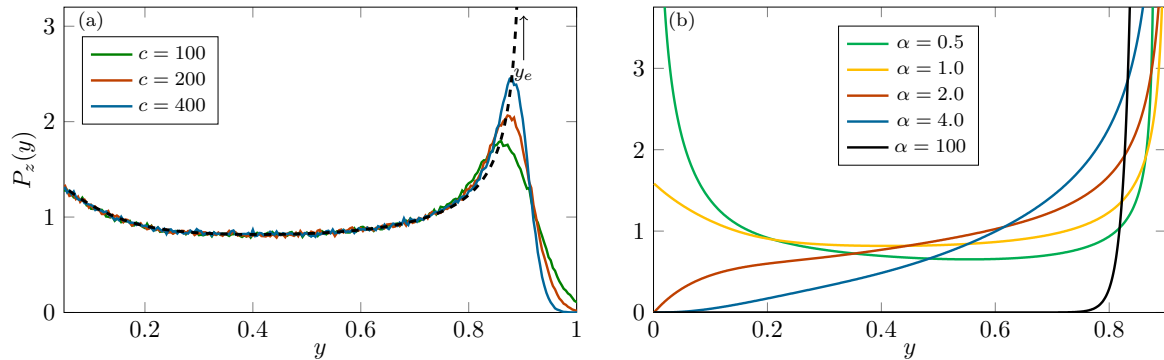 (a)
c = 100
c = 200
c = 400
y_e
P_z(y)
0
1
2
3
0.2
0.4
0.6
0.8
1
y
(b)
α = 0.5
α = 1.0
α = 2.0
α = 4.0
α = 100
0
1
2
3
0
0.2
0.4
0.6
0.8
y